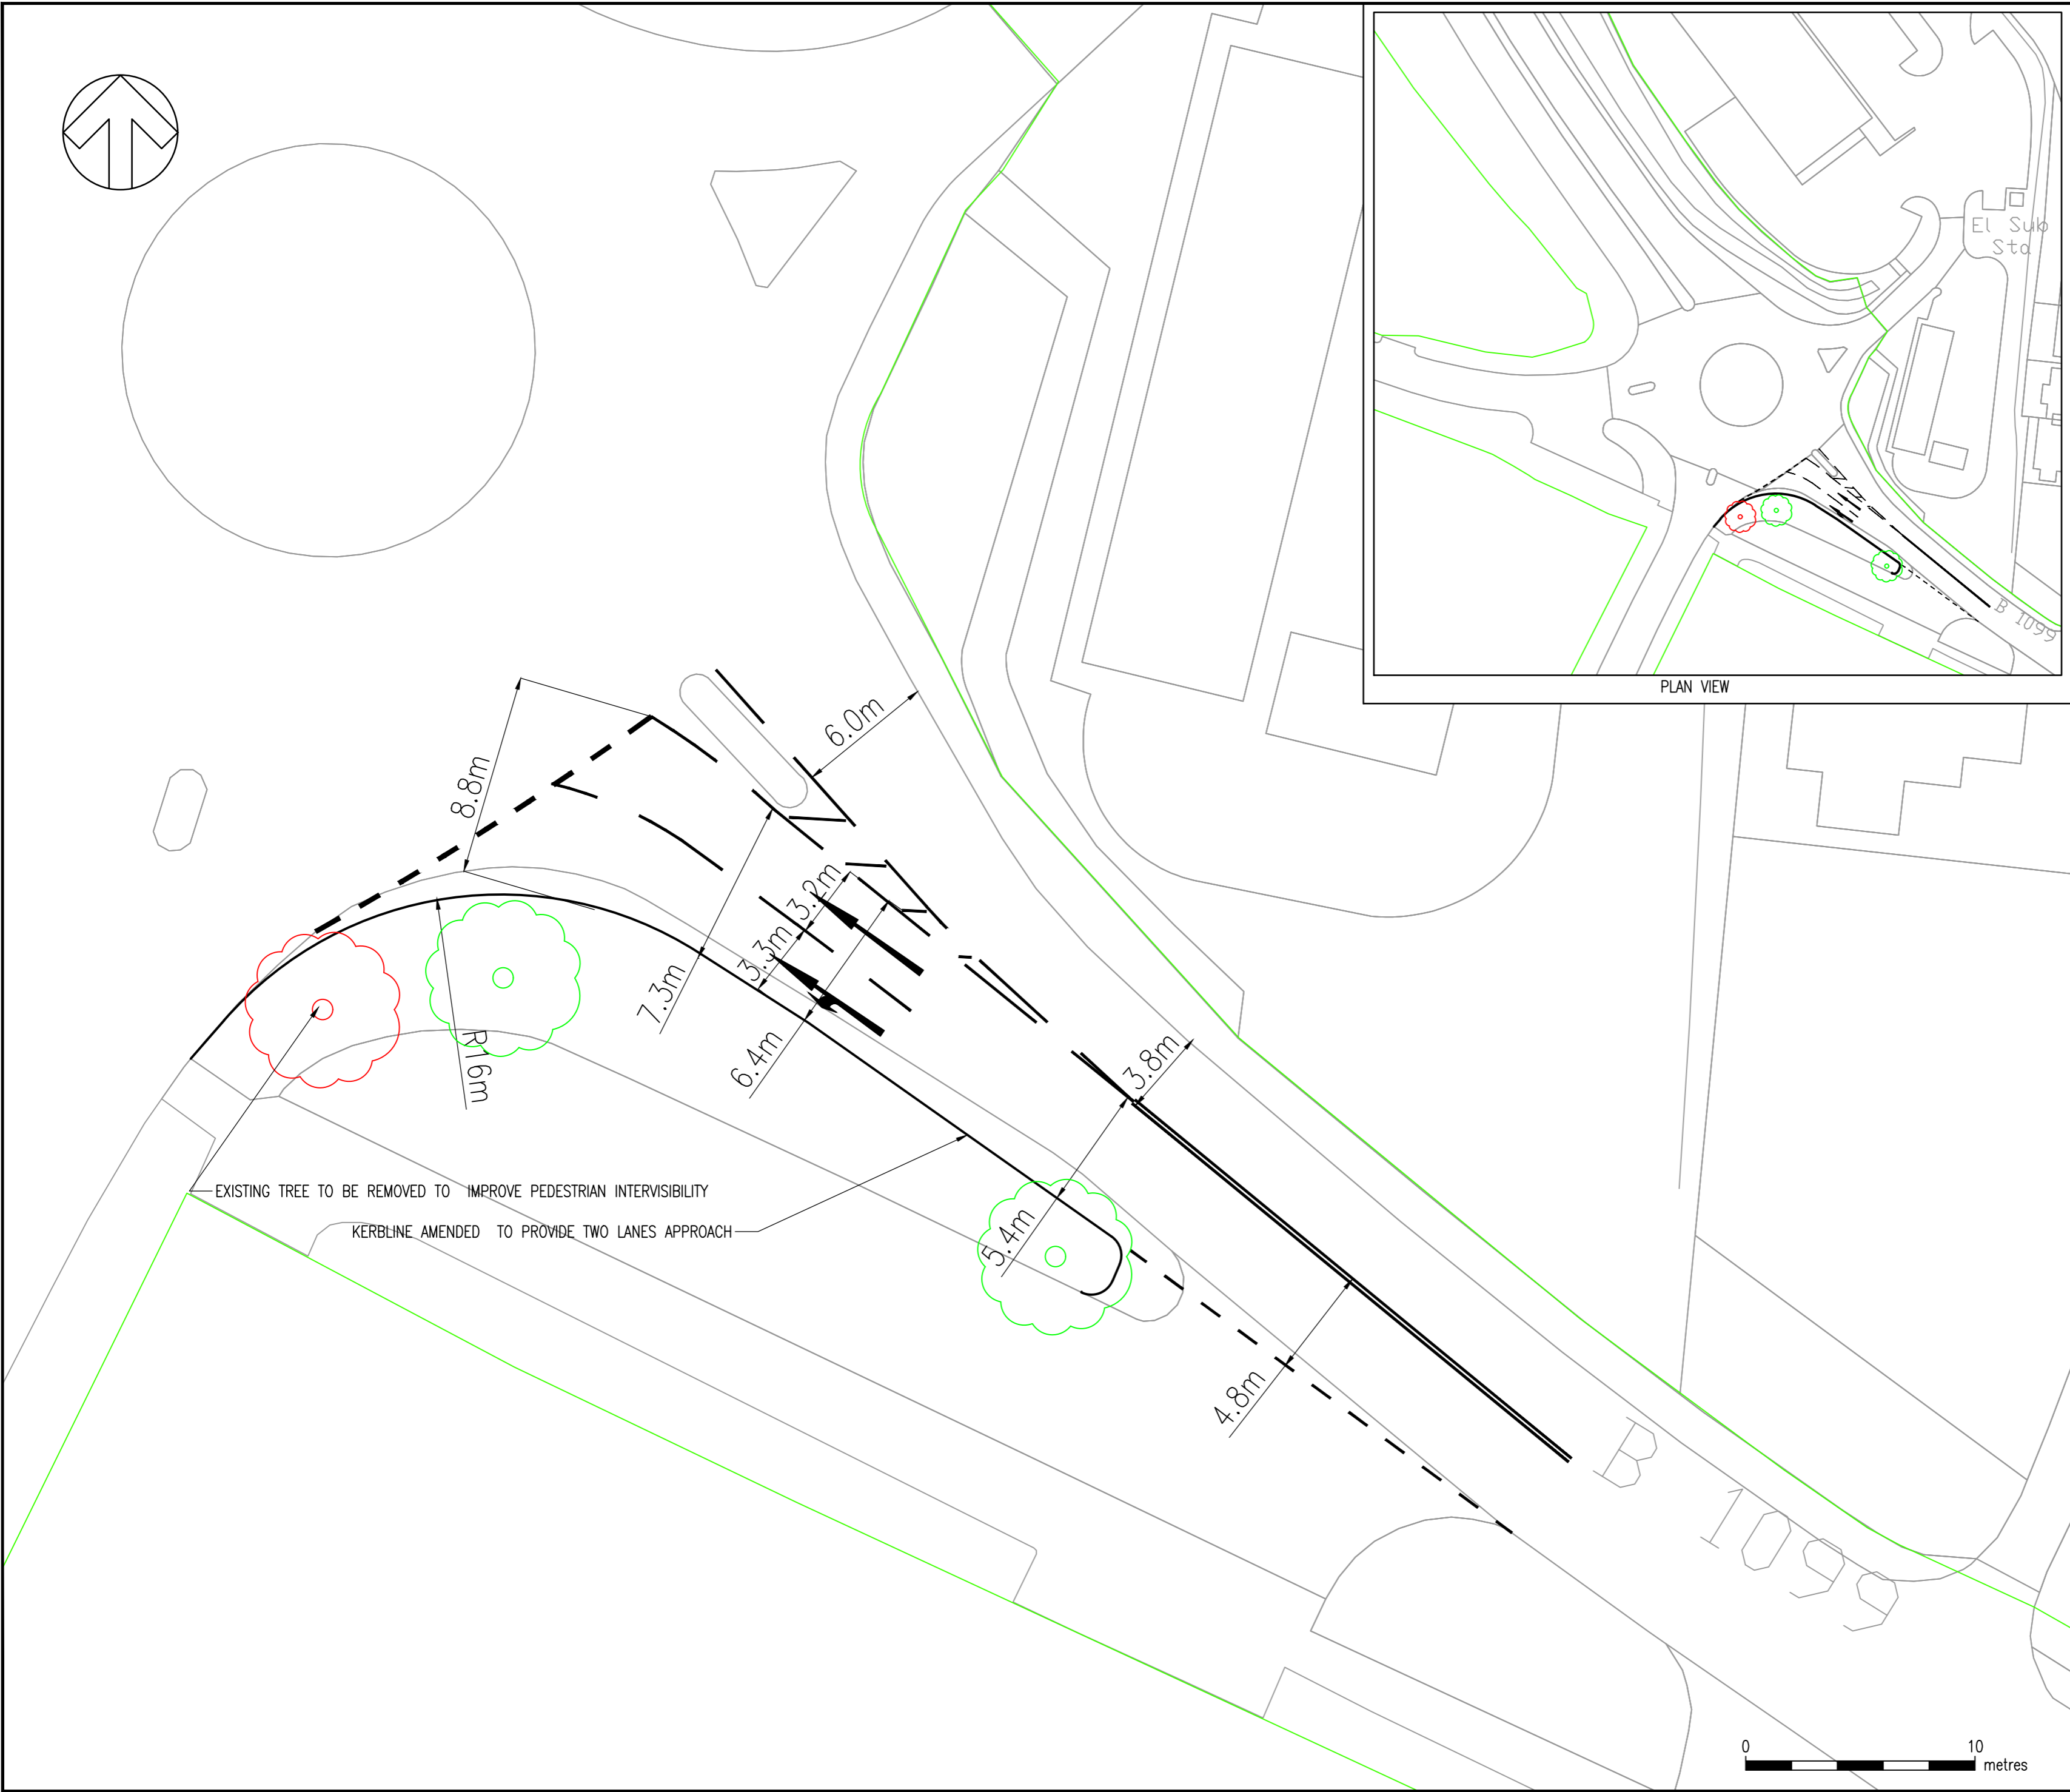 El Sub
Sta
B 1099
PLAN VIEW
6.0m
8.8m
3.2m
3.3m
7.3m
6.4m
R16m
3.8m
EXISTING TREE TO BE REMOVED TO IMPROVE PEDESTRIAN INTERVISIBILITY
KERBLINE AMENDED TO PROVIDE TWO LANES APPROACH
5.4m
4.8m
B 1099
0 10
metres